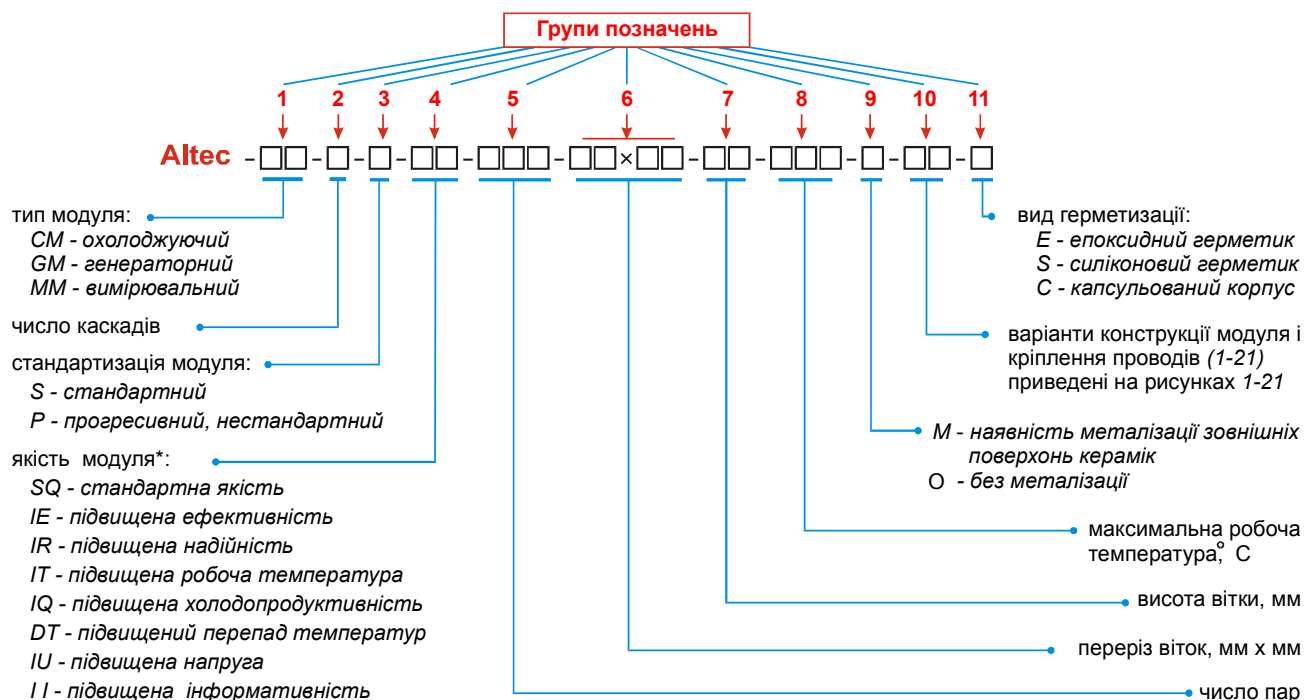 Групи позначень
1 2 3 4 5 6 7 8 9 10 11
Altec -□□-□-□-□□-□□□-□□×□□-□□-□□□-□-□□-□
тип модуля:
CM - охолоджуючий
GM - генераторний
MM - вимірювальний
число каскадів
стандартизація модуля:
S - стандартний
P - прогресивний, нестандартний
якість модуля*:
SQ - стандартна якість
IE - підвищена ефективність
IR - підвищена надійність
IT - підвищена робоча температура
IQ - підвищена холодопродуктивність
DT - підвищений перепад температур
IU - підвищена напруга
I I - підвищена інформативність
вид герметизації:
E - епоксидний герметик
S - силіконовий герметик
C - капсульований корпус
варіанти конструкції модуля і
кріплення проводів (1-21)
приведені на рисунках 1-21
M - наявність металізації зовнішніх
поверхонь керамік
O - без металізації
максимальна робоча
температура, °C
висота вітки, мм
переріз віток, мм x мм
число пар